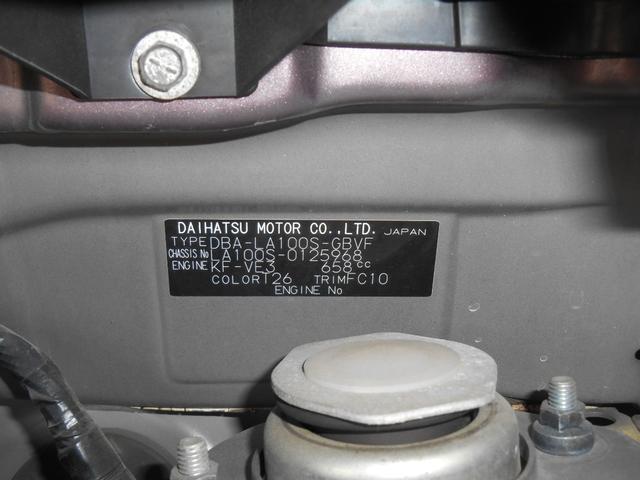 DAIHATSU MOTOR CO.,LTD. JAPAN
TYPE DBA-LA100S-GBVF
CHASSIS No LA100S-0125968
ENGINE KF-VE3 658cc
COLOR T26 TRIM FC10
ENGINE No